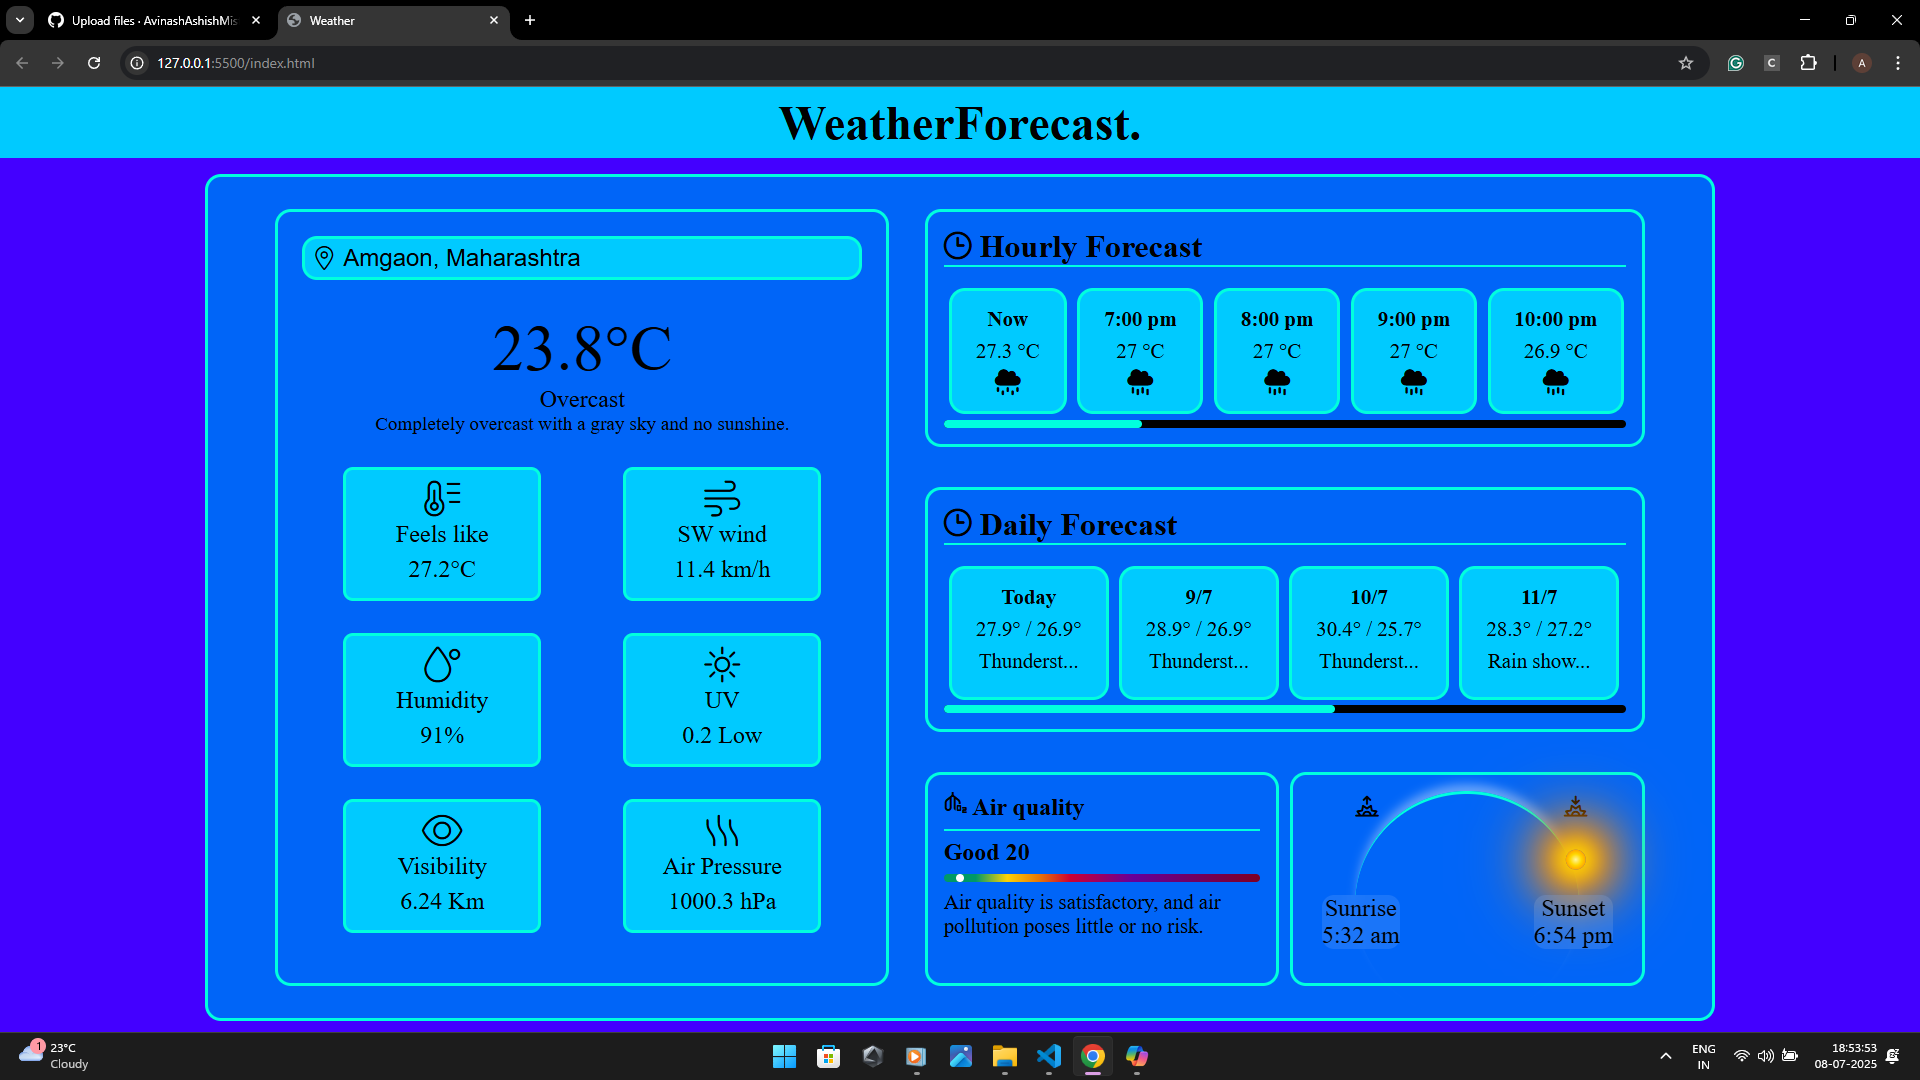 Upload files · AvinashAshishMis
Weather
127.0.0.1:5500/index.html
C
A
WeatherForecast.
Amgaon, Maharashtra
23.8°C
Overcast
Completely overcast with a gray sky and no sunshine.
Feels like
27.2°C
SW wind
11.4 km/h
Humidity
91%
UV
0.2 Low
Visibility
6.24 Km
Air Pressure
1000.3 hPa
Hourly Forecast
Now
27.3 °C
7:00 pm
27 °C
8:00 pm
27 °C
9:00 pm
27 °C
10:00 pm
26.9 °C
Daily Forecast
Today
27.9° / 26.9°
Thunderst...
9/7
28.9° / 26.9°
Thunderst...
10/7
30.4° / 25.7°
Thunderst...
11/7
28.3° / 27.2°
Rain show...
Air quality
Good 20
Air quality is satisfactory, and air
pollution poses little or no risk.
Sunrise
5:32 am
Sunset
6:54 pm
1
23°C
Cloudy
ENG
IN
18:53:53
08-07-2025